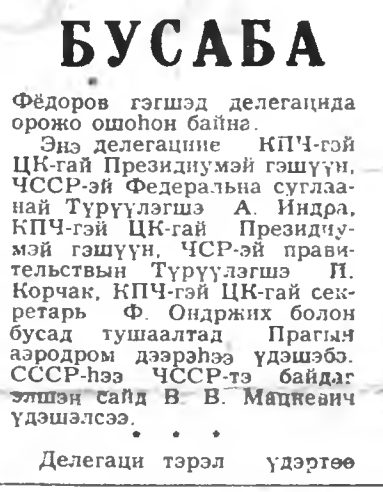 БУСАБА
Фёдоров гэгшэд делегацида
орожо ошоһон байна.
Энэ делегациие КПЧ-гэй
ЦК-гай Президиумэй гэшүүн,
ЧССР-эй Федеральна суглаа-
най Түрүүлэгшэ А. Индра,
КПЧ-гэй ЦК-гай Президиу-
мэй гэшүүн, ЧСР-эй прави-
тельствын Түрүүлэгшэ Й.
Корчак, КПЧ-гэй ЦК-гай сек-
ретарь Ф. Ондржих болон
бусад тушаалтад Прагын
аэродром дээрэһээ үдэшэбэ.
СССР-һээ ЧССР-тэ байдаг
элшэн сайд В. В. Мацкевич
үдэшэлсээ.
* * *
Делегаци тэрэл үдэртөө